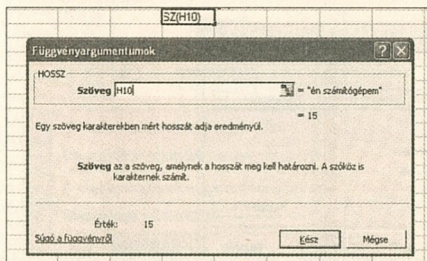 SZ(H10)
Függvényargumentumok
HOSSZ
Szöveg H10 = "én számítógépem"
= 15
Egy szöveg karakterekben mért hosszát adja eredményül.
Szöveg az a szöveg, amelynek a hosszát meg kell határozni. A szóköz is
karakternek számít.
Érték: 15
Súgó a függvényről
Kész Mégse